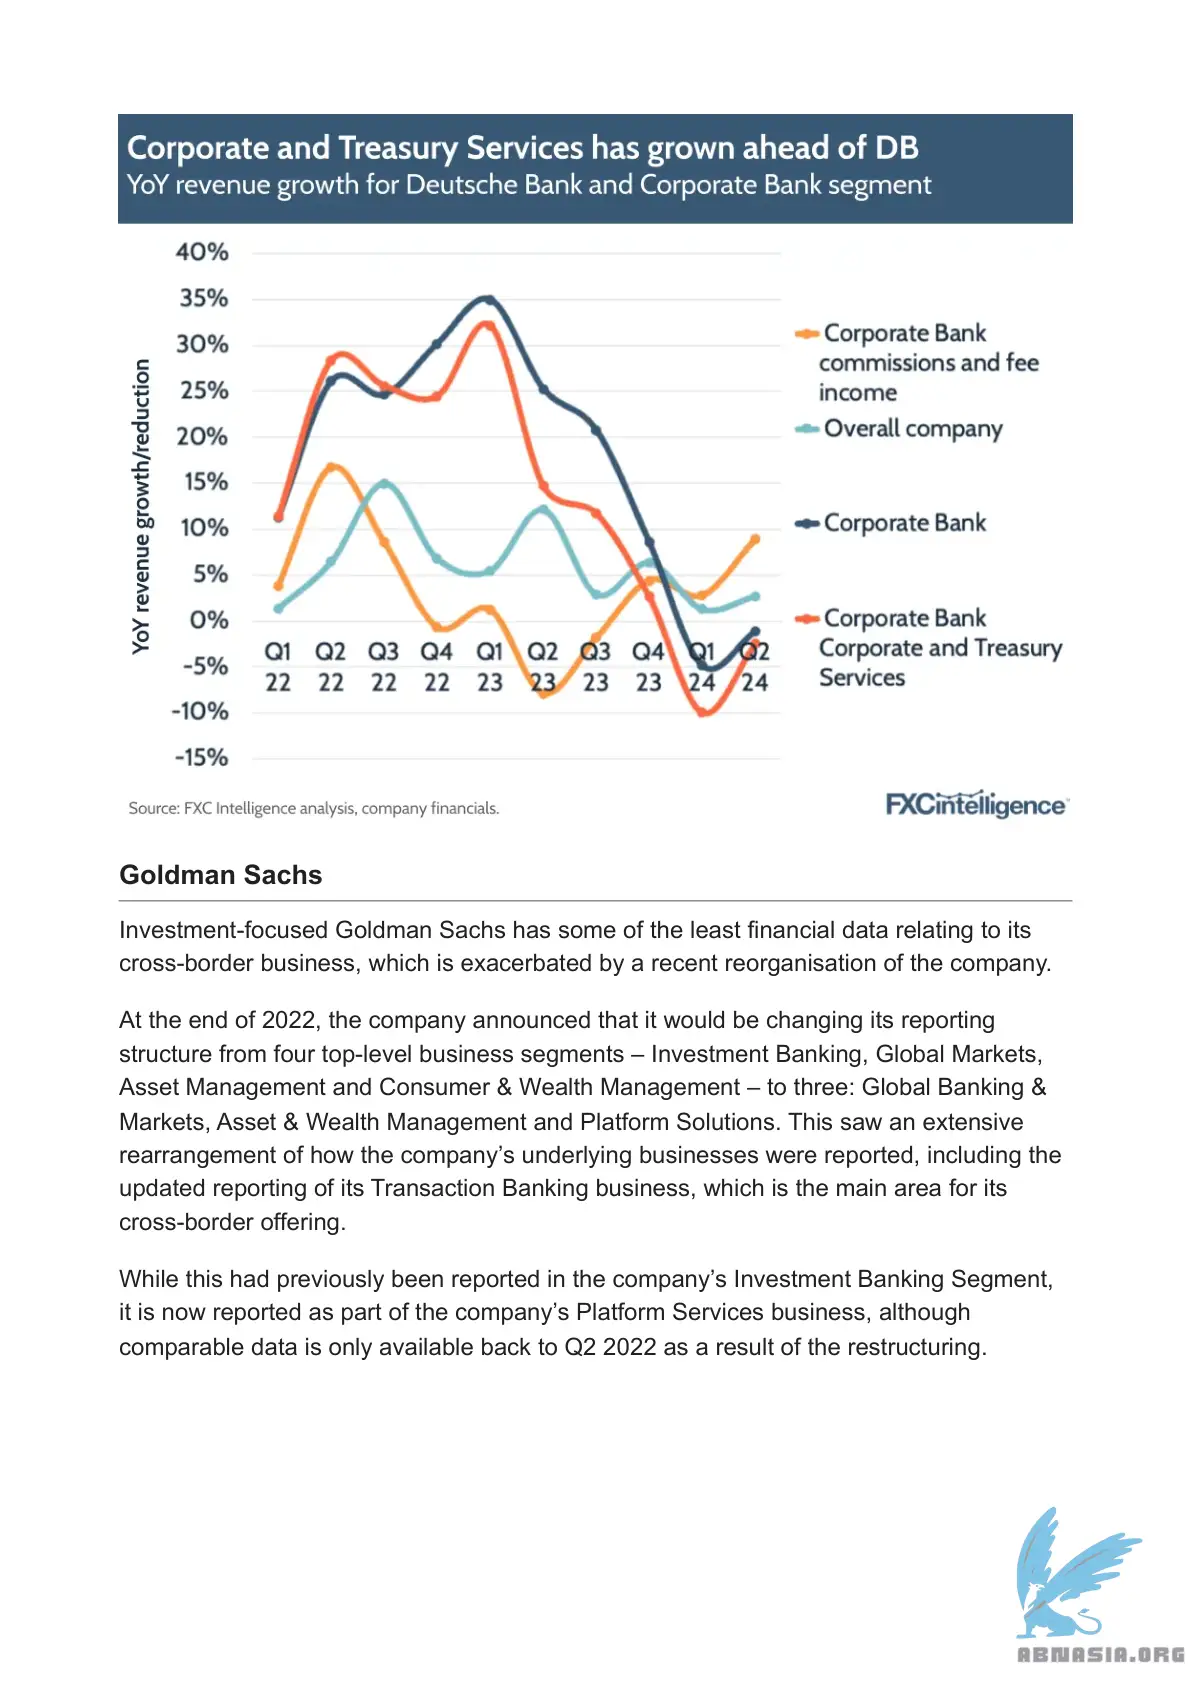 Corporate and Treasury Services has grown ahead of DB
YoY revenue growth for Deutsche Bank and Corporate Bank segment
YoY revenue growth/reduction
40%
35%
30%
25%
20%
15%
10%
5%
0%
-5%
-10%
-15%
Q1 Q2 Q3 Q4 Q1 Q2 Q3 Q4 Q1 Q2
22 22 22 22 23 23 23 23 24 24
Corporate Bank
commissions and fee
income
Overall company
Corporate Bank
Corporate Bank
Corporate and Treasury
Services
Source: FXC Intelligence analysis, company financials.
FXCintelligence™
Goldman Sachs
Investment-focused Goldman Sachs has some of the least financial data relating to its
cross-border business, which is exacerbated by a recent reorganisation of the company.
At the end of 2022, the company announced that it would be changing its reporting
structure from four top-level business segments – Investment Banking, Global Markets,
Asset Management and Consumer & Wealth Management – to three: Global Banking &
Markets, Asset & Wealth Management and Platform Solutions. This saw an extensive
rearrangement of how the company’s underlying businesses were reported, including the
updated reporting of its Transaction Banking business, which is the main area for its
cross-border offering.
While this had previously been reported in the company’s Investment Banking Segment,
it is now reported as part of the company’s Platform Services business, although
comparable data is only available back to Q2 2022 as a result of the restructuring.
ABNASIA.ORG